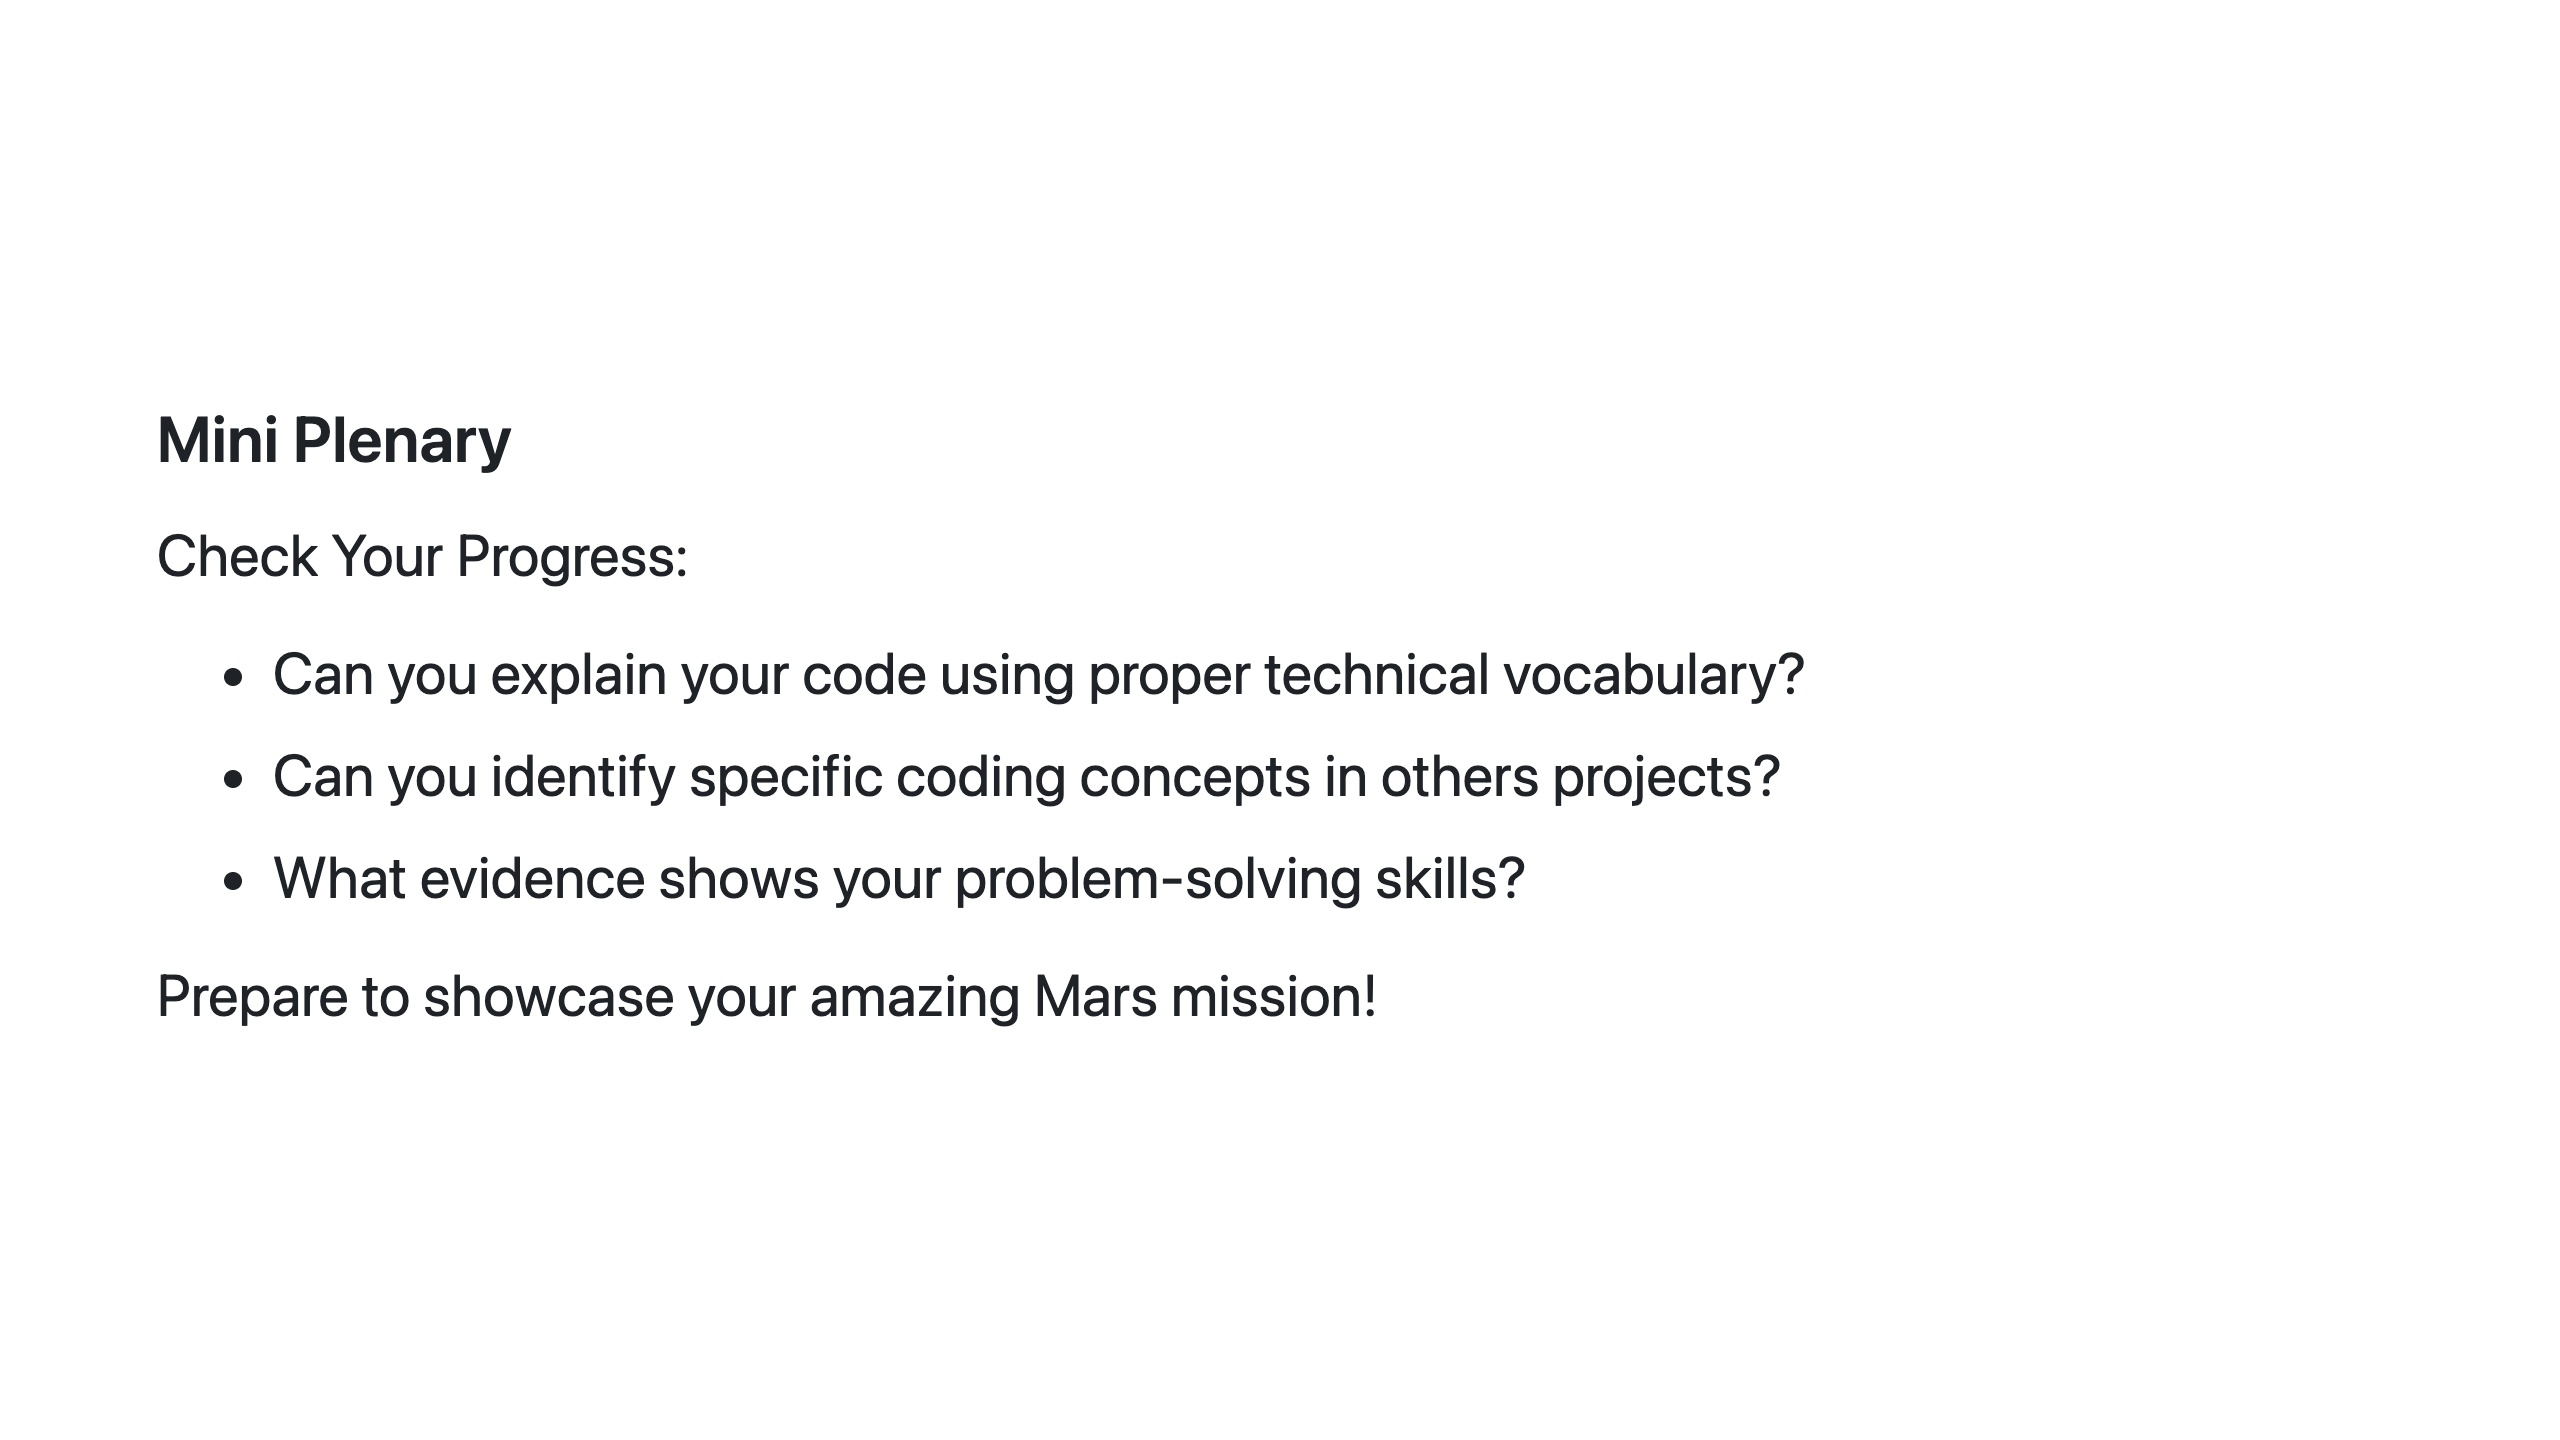 Mini Plenary
Check Your Progress:
• Can you explain your code using proper technical vocabulary?
• Can you identify specific coding concepts in others projects?
• What evidence shows your problem-solving skills?
Prepare to showcase your amazing Mars mission!